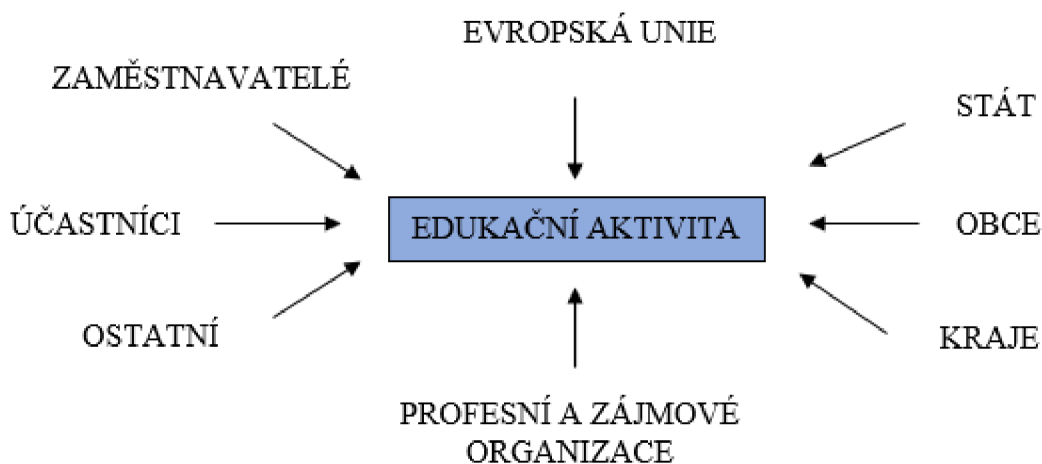 EVROPSKÁ UNIE
ZAMĚSTNAVATELÉ
STÁT
ÚČASTNÍCI
EDUKAČNÍ AKTIVITA
OBCE
OSTATNÍ
KRAJE
PROFESNÍ A ZÁJMOVÉ
ORGANIZACE